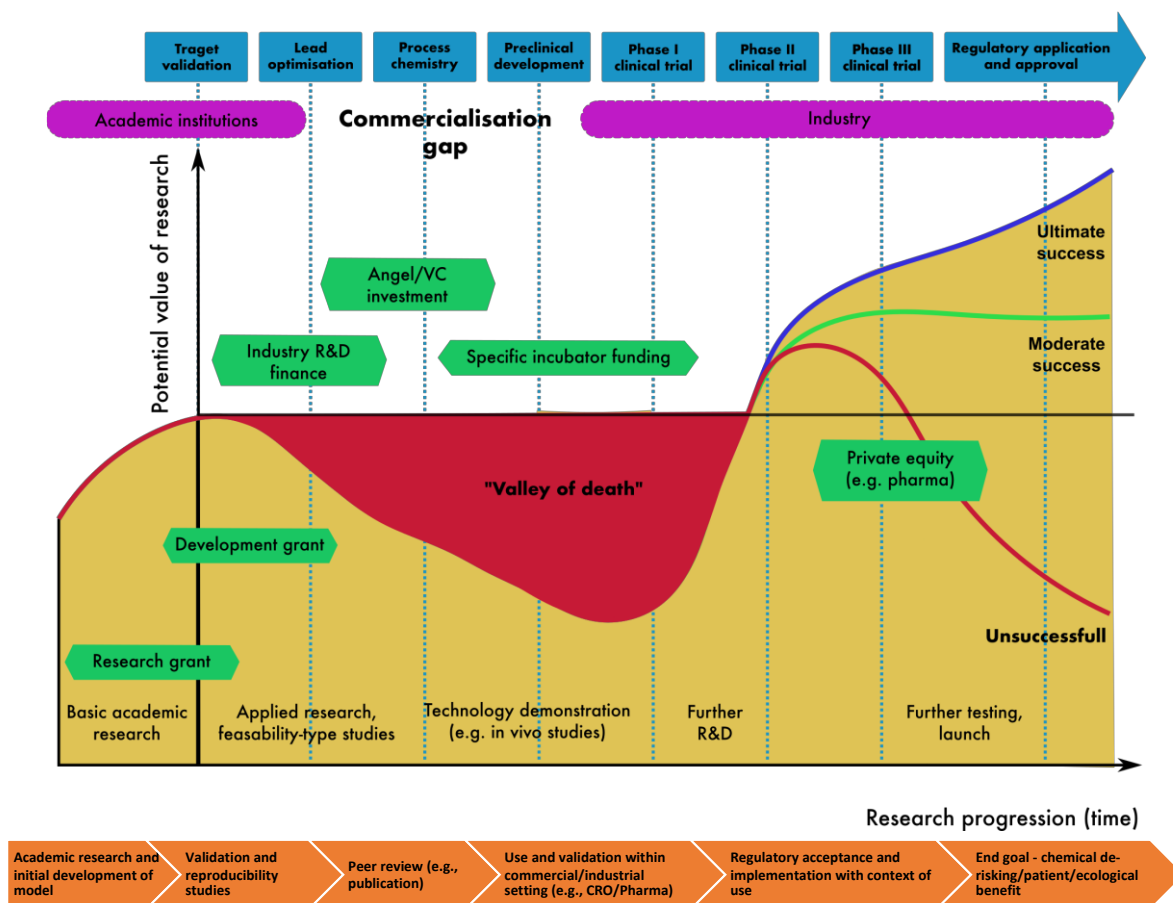 Traget
validation
Lead
optimisation
Process
chemistry
Preclinical
development
Phase I
clinical trial
Phase II
clinical trial
Phase III
clinical trial
Regulatory application
and approval
Academic institutions
Commercialisation
gap
Industry
Potential value of research
Ultimate
success
Angel/VC
investment
Industry R&D
finance
Specific incubator funding
Moderate
success
Private equity
(e.g. pharma)
"Valley of death"
Development grant
Unsuccessfull
Research grant
Basic academic
research
Applied research,
feasability-type studies
Technology demonstration
(e.g. in vivo studies)
Further
R&D
Further testing,
launch
Research progression (time)
Academic research and
initial development of
model
Validation and
reproducibility
studies
Peer review (e.g.,
publication)
Use and validation within
commercial/industrial
setting (e.g., CRO/Pharma)
Regulatory acceptance and
implementation with context of
use
End goal - chemical de-
risking/patient/ecological
benefit